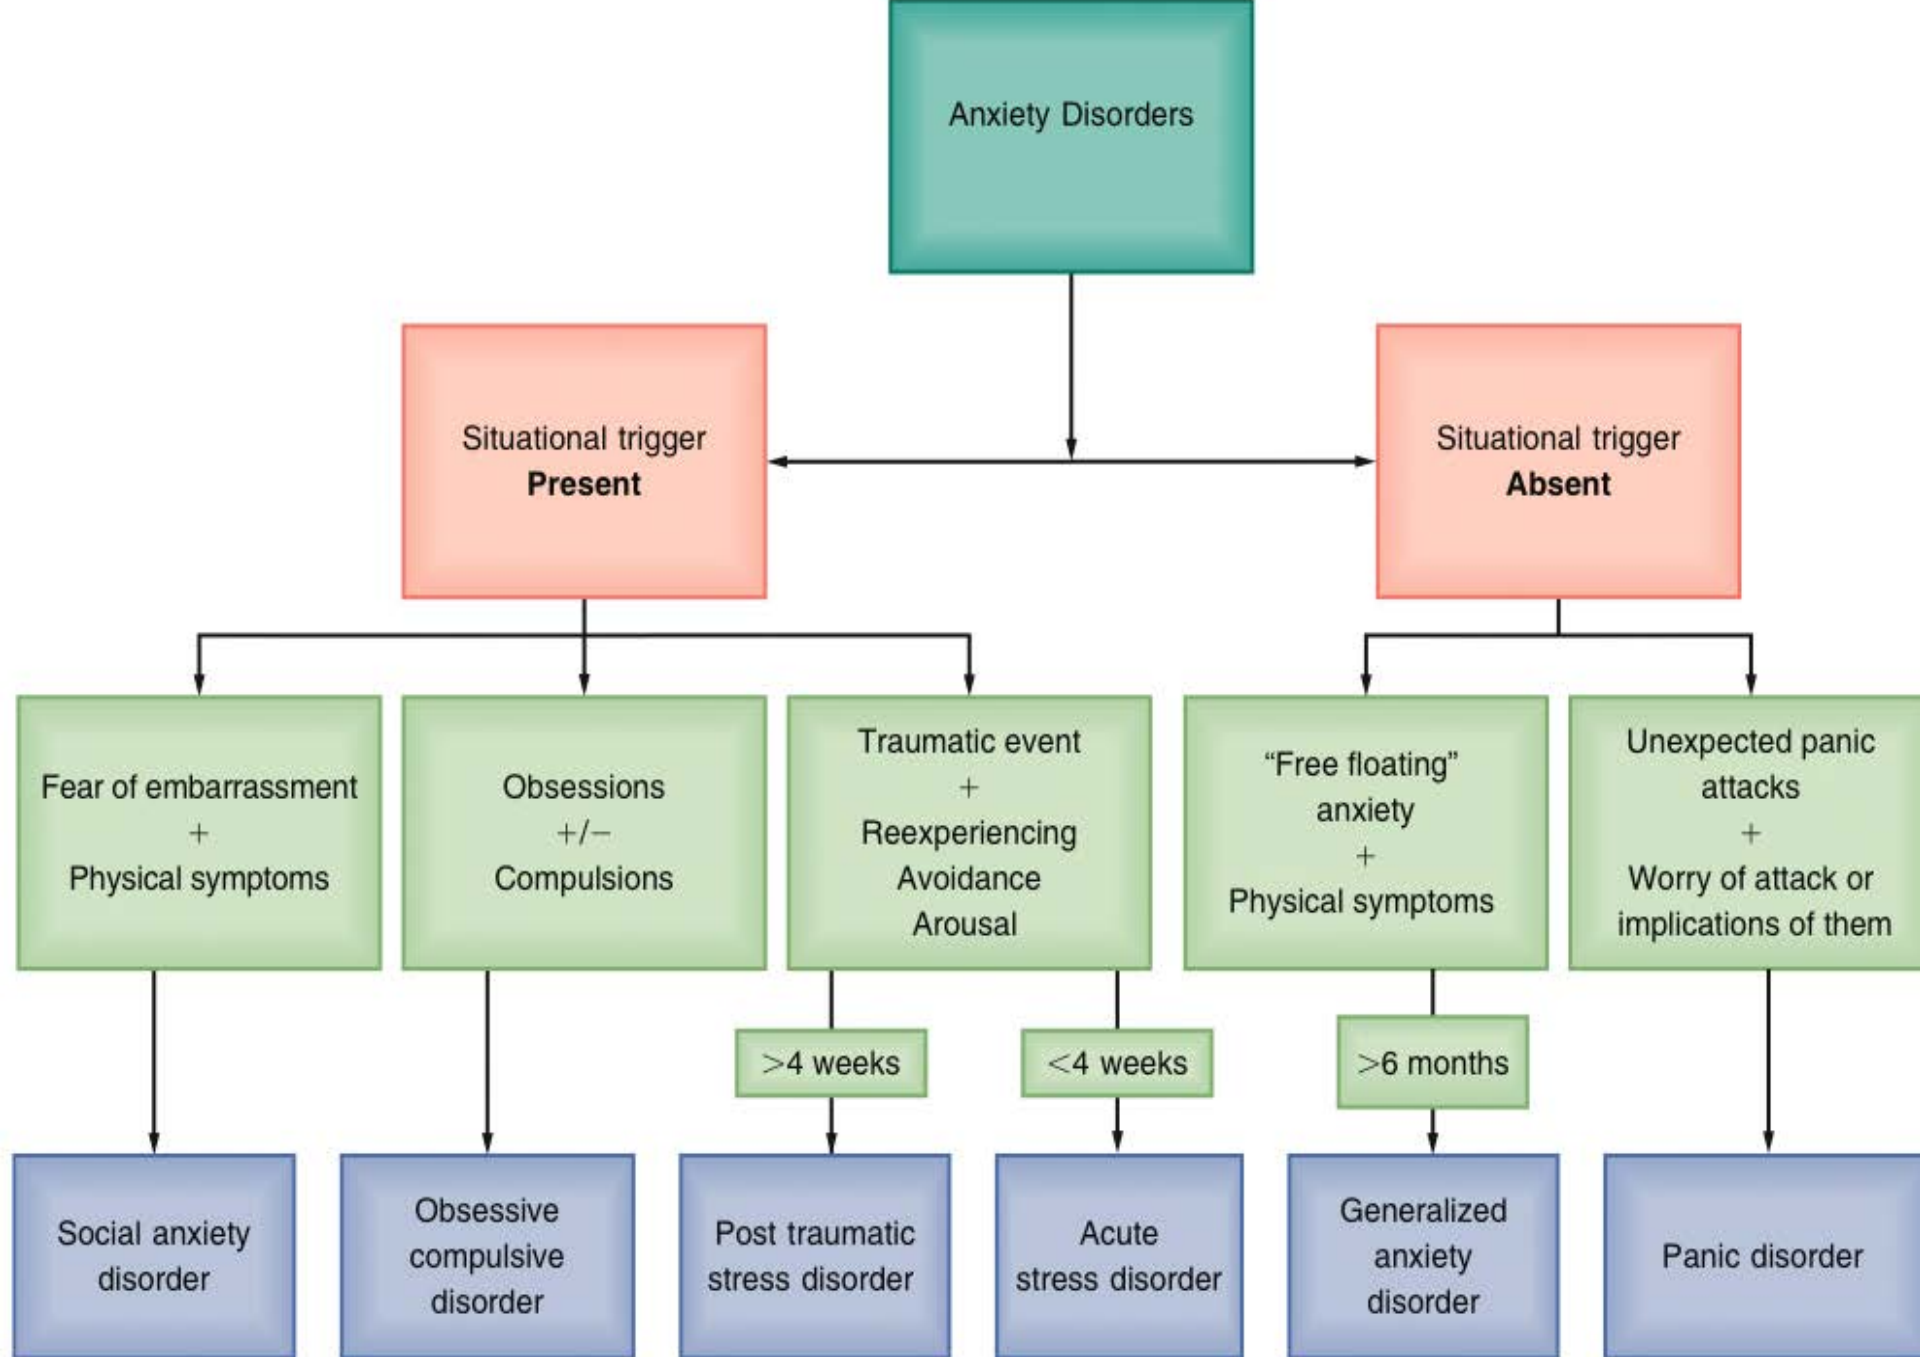 Anxiety Disorders
Situational trigger
Present
Situational trigger
Absent
Fear of embarrassment
+
Physical symptoms
Obsessions
+/−
Compulsions
Traumatic event
+
Reexperiencing
Avoidance
Arousal
“Free floating”
anxiety
+
Physical symptoms
Unexpected panic
attacks
+
Worry of attack or
implications of them
>4 weeks
<4 weeks
>6 months
Social anxiety
disorder
Obsessive
compulsive
disorder
Post traumatic
stress disorder
Acute
stress disorder
Generalized
anxiety
disorder
Panic disorder